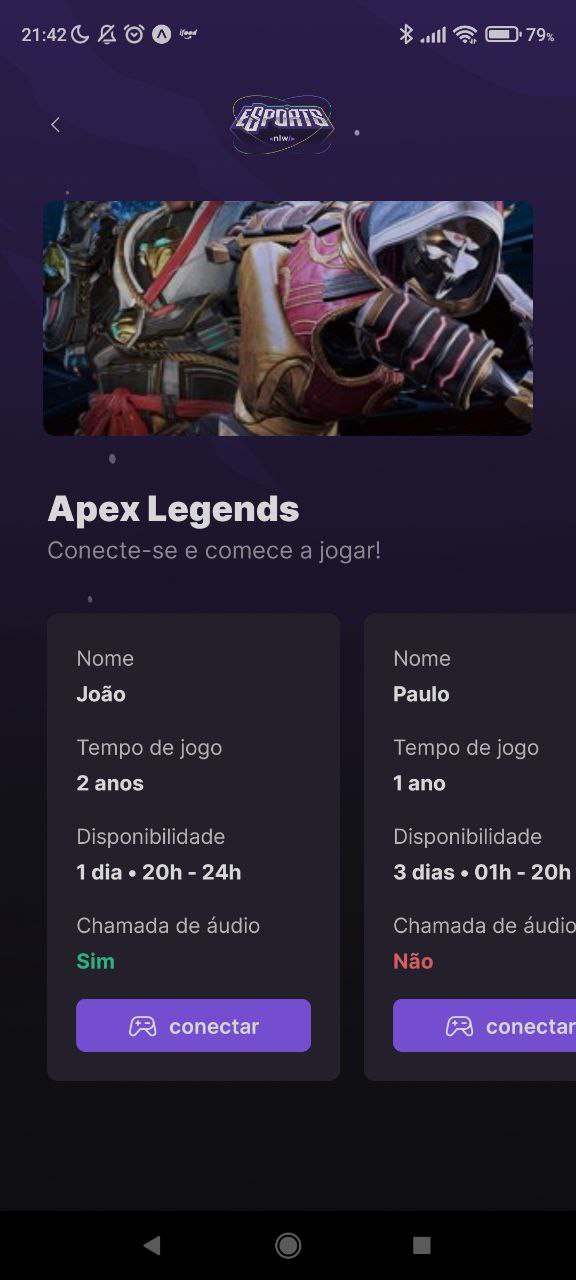 21:42 ifood 79%
ESPORTS
<nlw/>
Apex Legends
Conecte-se e comece a jogar!
Nome
João
Tempo de jogo
2 anos
Disponibilidade
1 dia • 20h - 24h
Chamada de áudio
Sim
conectar
Nome
Paulo
Tempo de jogo
1 ano
Disponibilidade
3 dias • 01h - 20h
Chamada de áudio
Não
conectar